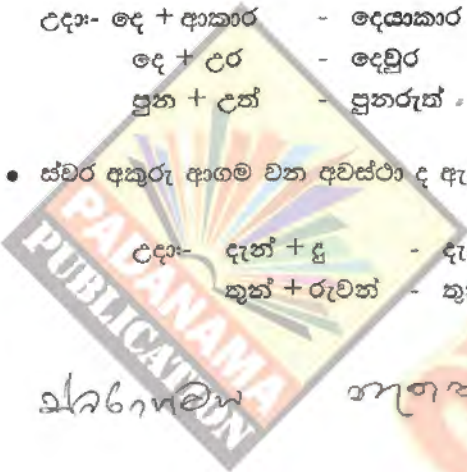 උදා:- දෙ + ආකාර - දෙයාකාර
දෙ + උර - දෙවුර
පුන + උත් - පුනරුත් -
• ස්වර අකුරු ආගම වන අවස්ථා ද ඇ
උදා:- දැන් + දු - දැ
තුන් + රුවන් - තු
PADANAMA
PUBLICATION